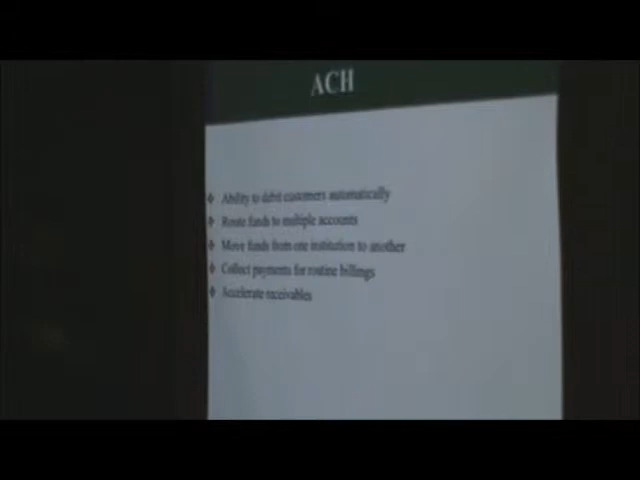 ACH
Ability to debit customers automatically
Route funds to multiple accounts
Move funds from one institution to another
Collect payments for routine billings
Accelerate receivables